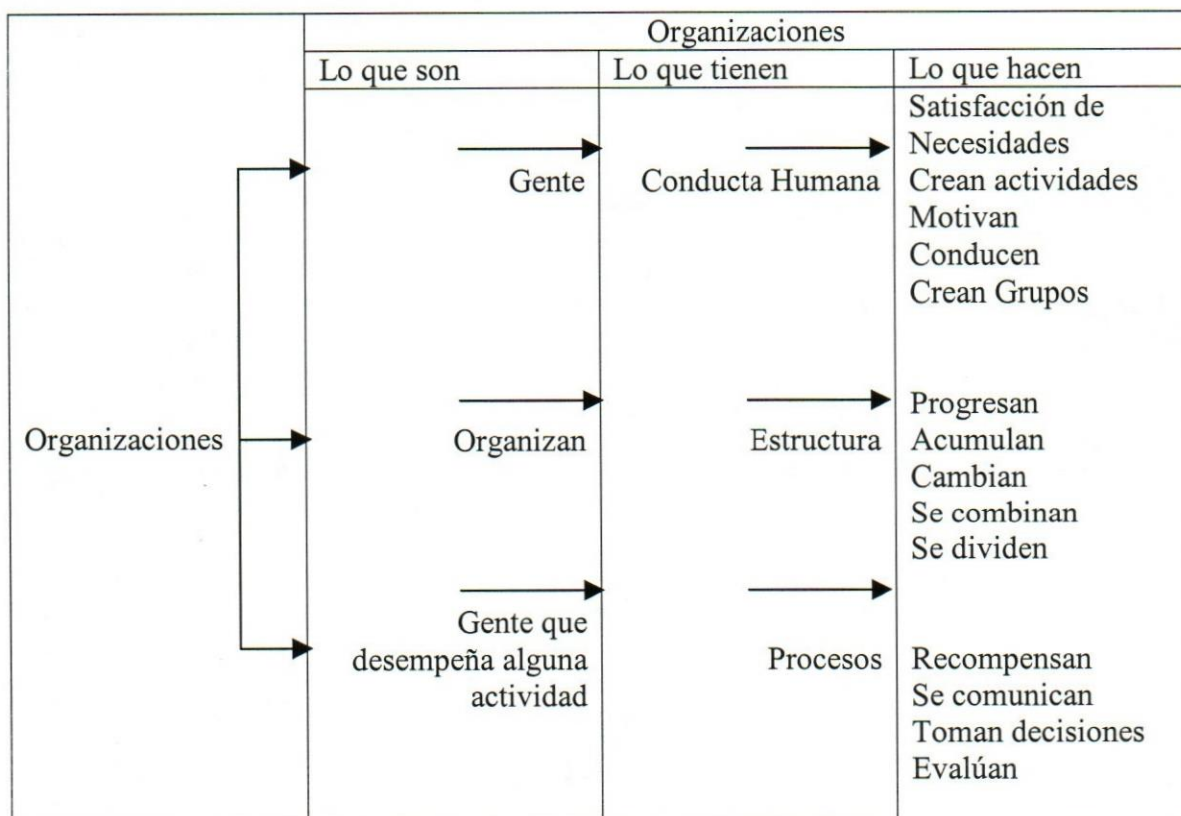 Organizaciones
Lo que son
Lo que tienen
Lo que hacen
Gente
Conducta Humana
Satisfacción de
Necesidades
Crean actividades
Motivan
Conducen
Crean Grupos
Organizaciones
Organizan
Estructura
Progresan
Acumulan
Cambian
Se combinan
Se dividen
Gente que
desempeña alguna
actividad
Procesos
Recompensan
Se comunican
Toman decisiones
Evalúan